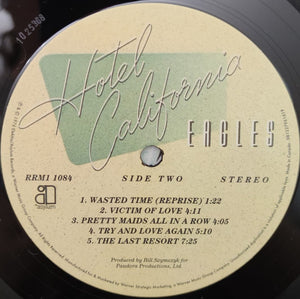 1025368
Hotel
California
EAGLES
RRM1 1084
SIDE TWO
STEREO
1. WASTED TIME (REPRISE) 1:22
2. VICTIM OF LOVE 4:11
3. PRETTY MAIDS ALL IN A ROW 4:05
4. TRY AND LOVE AGAIN 5:10
5. THE LAST RESORT 7:25
Produced by Bill Szymczyk for
Pandora Productions, Ltd